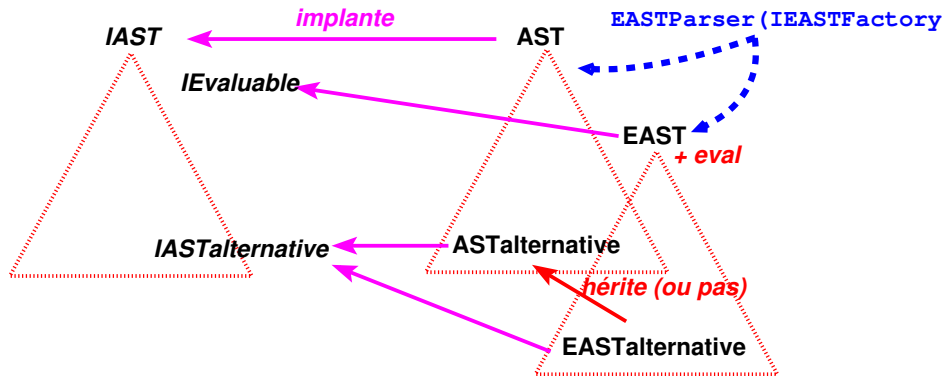 implante
EASTParser(IEASTFactory
IAST
AST
IEvaluable
EAST
+ eval
IASTalternative
ASTalternative
hérite (ou pas)
EASTalternative